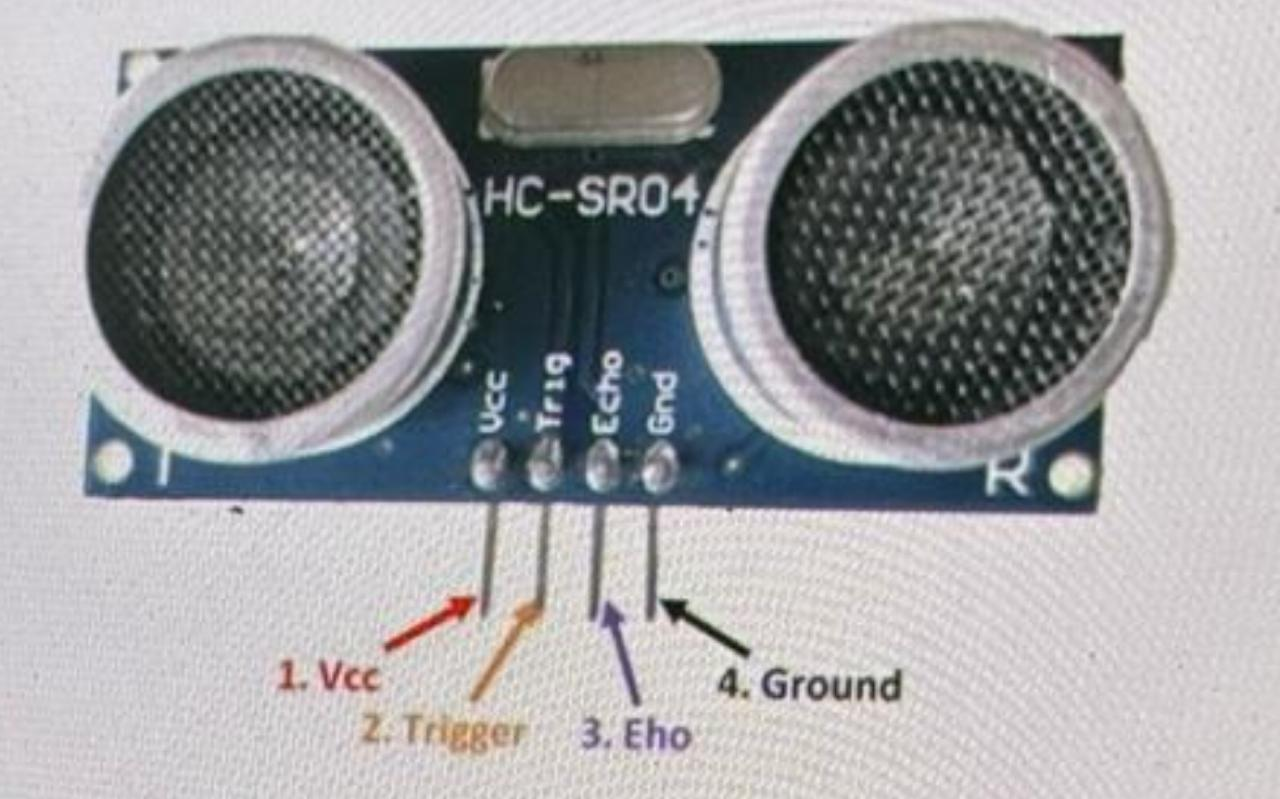 HC-SR04
Vcc
Trig
Echo
Gnd
T
R
1. Vcc
2. Trigger
3. Eho
4. Ground